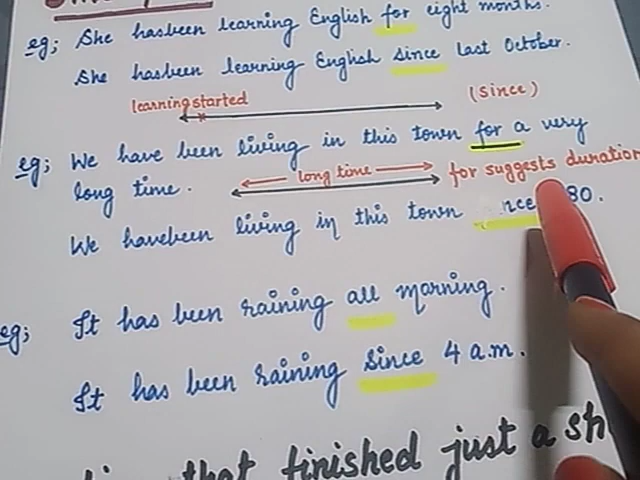 eg; She hasbeen learning English for eight months.
She hasbeen learning English since last October.
learning started (since)
eg; We have been living in this town for a very
long time. long time for suggests duration
We havebeen living in this town 80.
eg; It has been raining all morning.
It has been raining since 4 a.m.
that finished just a